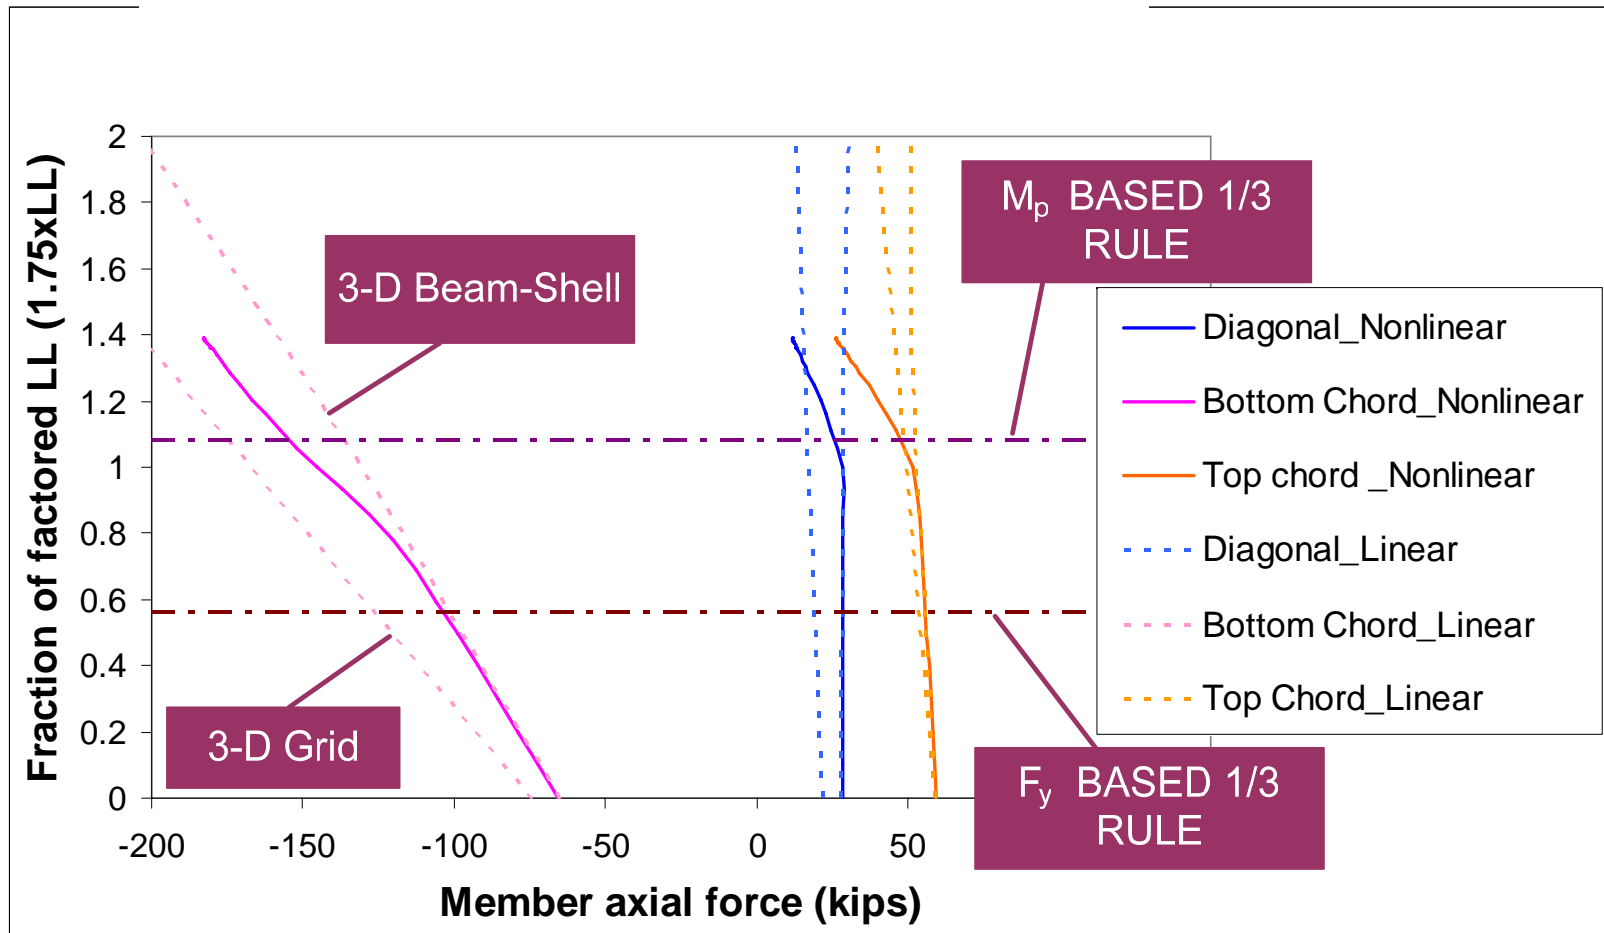 Fraction of factored LL (1.75xLL)
2
1.8
1.6
1.4
1.2
1
0.8
0.6
0.4
0.2
0
-200
-150
-100
-50
0
50
Member axial force (kips)
3-D Beam-Shell
3-D Grid
Mp BASED 1/3
RULE
Fy BASED 1/3
RULE
Diagonal_Nonlinear
Bottom Chord_Nonlinear
Top chord _Nonlinear
Diagonal_Linear
Bottom Chord_Linear
Top Chord_Linear